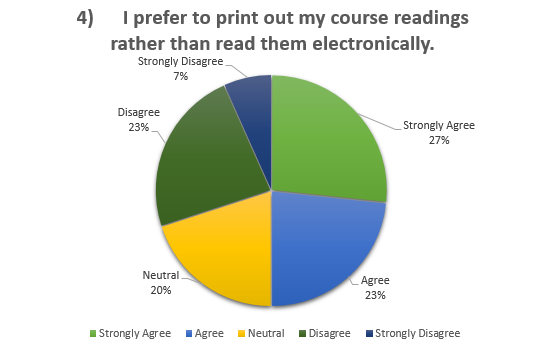 4) I prefer to print out my course readings
rather than read them electronically.
Strongly Disagree
7%
Disagree
23%
Strongly Agree
27%
Neutral
20%
Agree
23%
Strongly Agree Agree Neutral Disagree Strongly Disagree